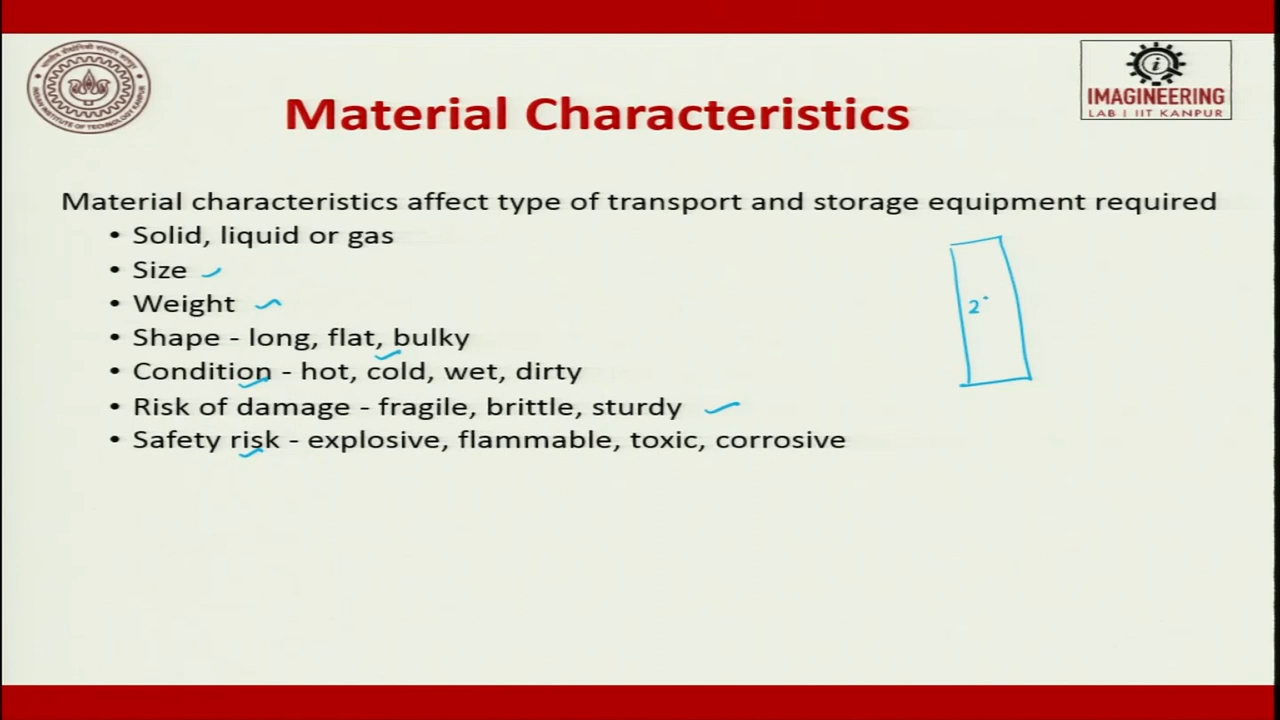 Material Characteristics
IMAGINEERING
LAB | IIT KANPUR
Material characteristics affect type of transport and storage equipment required
• Solid, liquid or gas
• Size
• Weight
• Shape - long, flat, bulky
• Condition - hot, cold, wet, dirty
• Risk of damage - fragile, brittle, sturdy
• Safety risk - explosive, flammable, toxic, corrosive
2